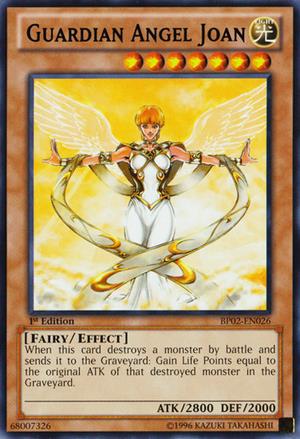 GUARDIAN ANGEL JOAN
LIGHT
光
1st Edition
BP02-EN026
[FAIRY/EFFECT]
When this card destroys a monster by battle and
sends it to the Graveyard: Gain Life Points equal to
the original ATK of that destroyed monster in the
Graveyard.
ATK/2800 DEF/2000
68007326
©1996 KAZUKI TAKAHASHI